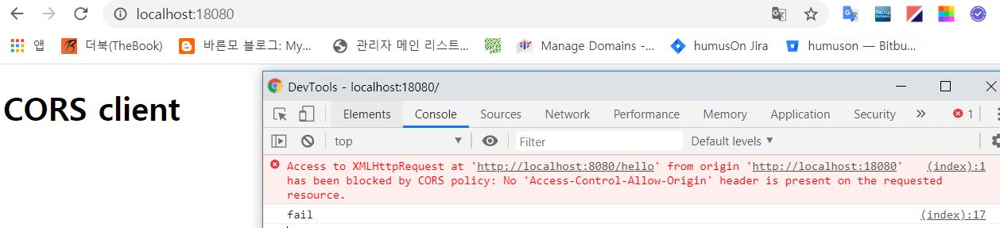 localhost:18080
앱 더북(TheBook) 바른모 블로그: My... 관리자 메인 리스트... Manage Domains -... humusOn Jira humuson — Bitbu...
CORS client
DevTools - localhost:18080/
Elements Console Sources Network Performance Memory Application Security » 1
top Filter Default levels ▼
Access to XMLHttpRequest at 'http://localhost:8080/hello' from origin 'http://localhost:18080' (index):1
has been blocked by CORS policy: No 'Access-Control-Allow-Origin' header is present on the requested
resource.
fail (index):17